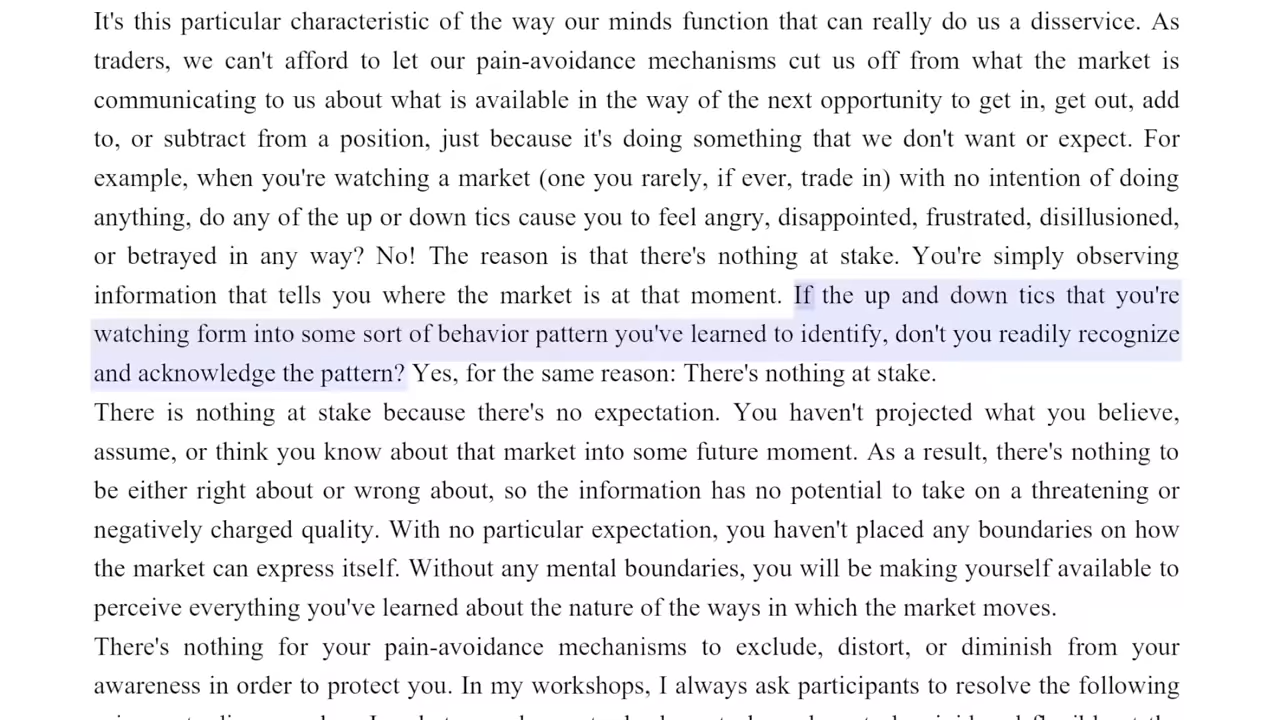 It's this particular characteristic of the way our minds function that can really do us a disservice. As
traders, we can't afford to let our pain-avoidance mechanisms cut us off from what the market is
communicating to us about what is available in the way of the next opportunity to get in, get out, add
to, or subtract from a position, just because it's doing something that we don't want or expect. For
example, when you're watching a market (one you rarely, if ever, trade in) with no intention of doing
anything, do any of the up or down tics cause you to feel angry, disappointed, frustrated, disillusioned,
or betrayed in any way? No! The reason is that there's nothing at stake. You're simply observing
information that tells you where the market is at that moment. If the up and down tics that you're
watching form into some sort of behavior pattern you've learned to identify, don't you readily recognize
and acknowledge the pattern? Yes, for the same reason: There's nothing at stake.
There is nothing at stake because there's no expectation. You haven't projected what you believe,
assume, or think you know about that market into some future moment. As a result, there's nothing to
be either right about or wrong about, so the information has no potential to take on a threatening or
negatively charged quality. With no particular expectation, you haven't placed any boundaries on how
the market can express itself. Without any mental boundaries, you will be making yourself available to
perceive everything you've learned about the nature of the ways in which the market moves.
There's nothing for your pain-avoidance mechanisms to exclude, distort, or diminish from your
awareness in order to protect you. In my workshops, I always ask participants to resolve the following